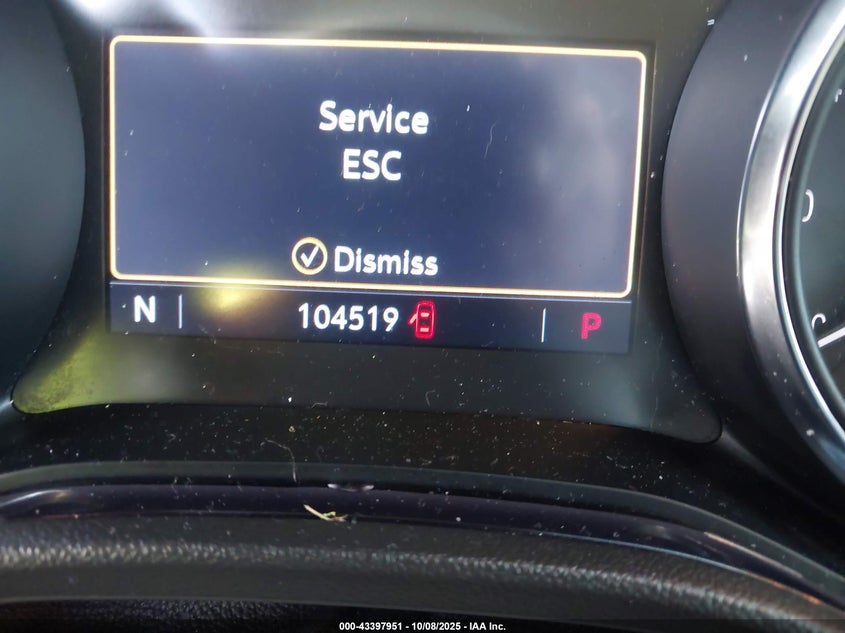 Service
ESC
Dismiss
N 104519 P
000-43397951 - 10/08/2025 - IAA Inc.